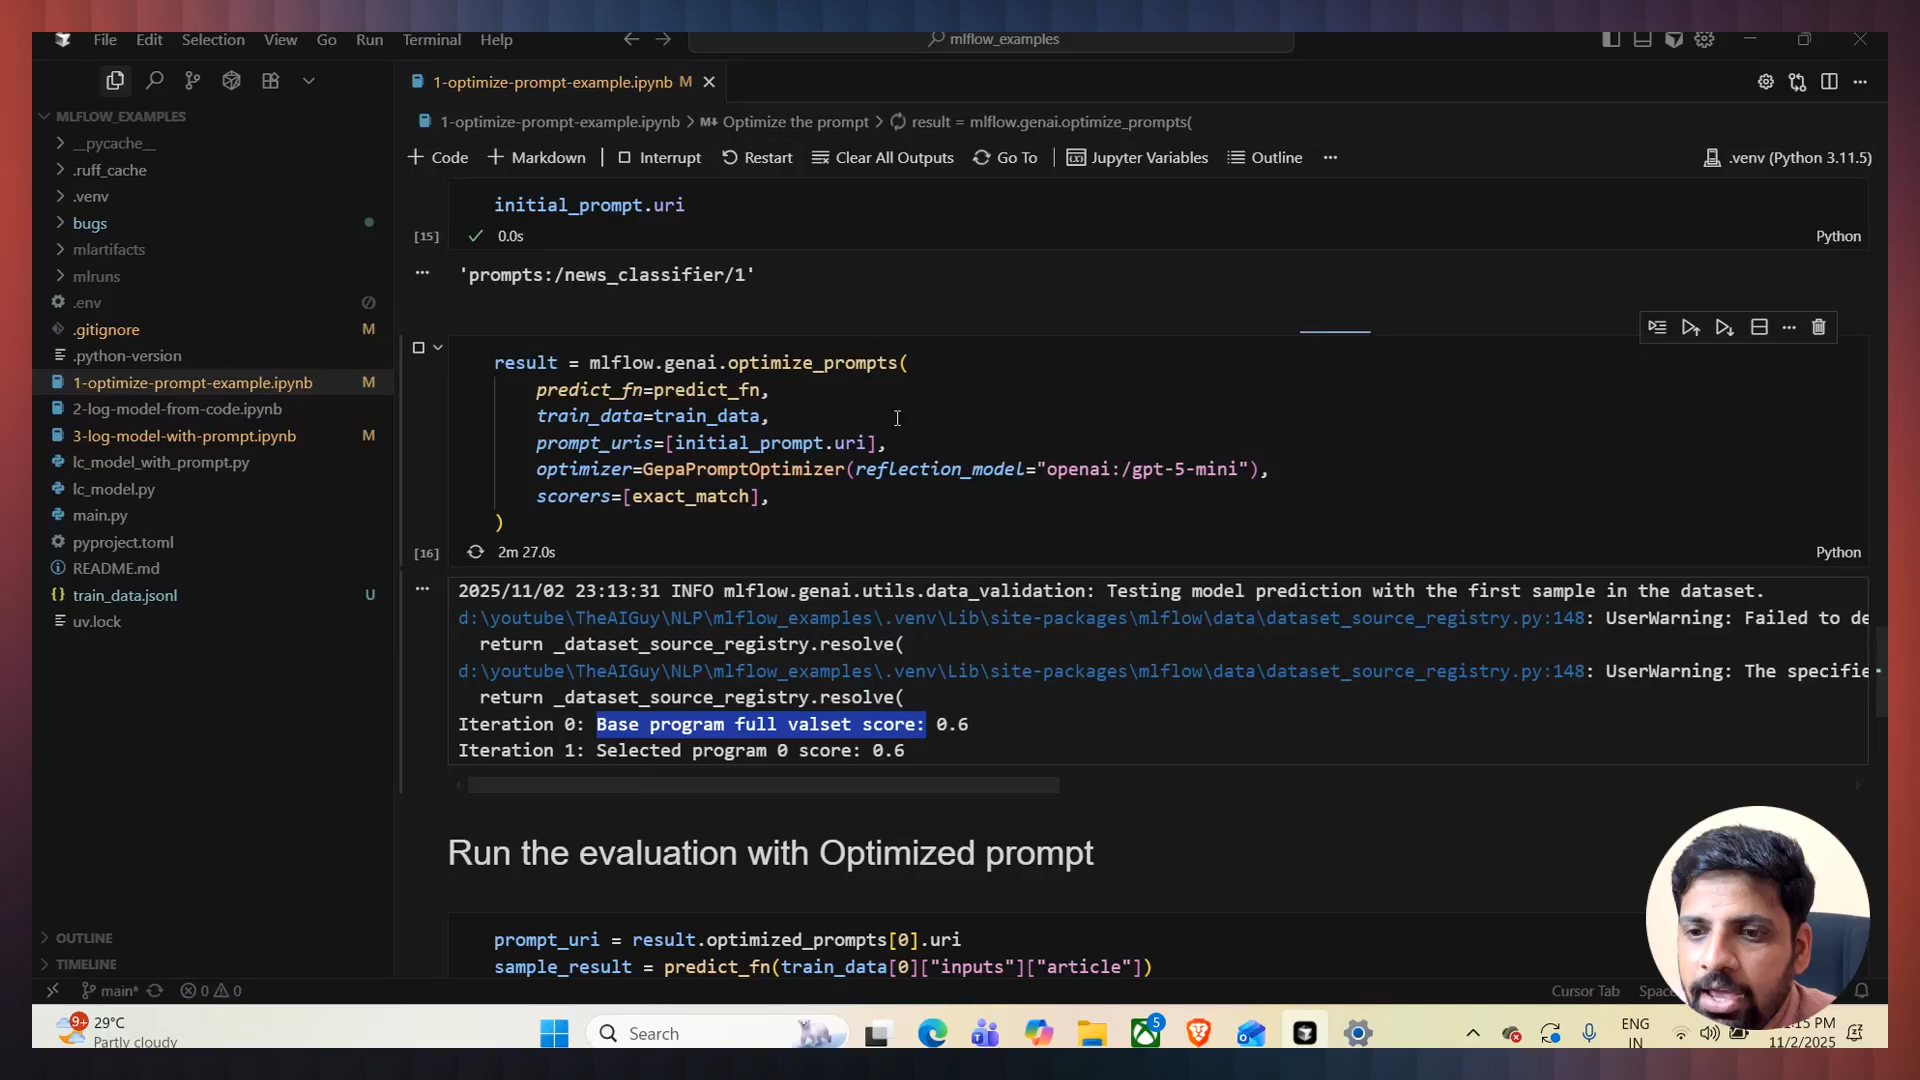 File Edit Selection View Go Run Terminal Help
mlflow_examples
1-optimize-prompt-example.ipynb M
MLFLOW_EXAMPLES
__pycache__
.ruff_cache
.venv
bugs
mlartifacts
mlruns
.env
.gitignore M
.python-version
1-optimize-prompt-example.ipynb M
2-log-model-from-code.ipynb
3-log-model-with-prompt.ipynb M
lc_model_with_prompt.py
lc_model.py
main.py
pyproject.toml
README.md
train_data.jsonl U
uv.lock
OUTLINE
TIMELINE
1-optimize-prompt-example.ipynb > M↓ Optimize the prompt > result = mlflow.genai.optimize_prompts(
+ Code + Markdown | Interrupt Restart Clear All Outputs Go To | Jupyter Variables Outline ... .venv (Python 3.11.5)
initial_prompt.uri
[15] 0.0s Python
'prompts:/news_classifier/1'
result = mlflow.genai.optimize_prompts(
predict_fn=predict_fn,
train_data=train_data,
prompt_uris=[initial_prompt.uri],
optimizer=GepaPromptOptimizer(reflection_model="openai:/gpt-5-mini"),
scorers=[exact_match],
)
[16] 2m 27.0s Python
2025/11/02 23:13:31 INFO mlflow.genai.utils.data_validation: Testing model prediction with the first sample in the dataset.
d:\youtube\TheAIGuy\NLP\mlflow_examples\.venv\Lib\site-packages\mlflow\data\dataset_source_registry.py:148: UserWarning: Failed to de
return _dataset_source_registry.resolve(
d:\youtube\TheAIGuy\NLP\mlflow_examples\.venv\Lib\site-packages\mlflow\data\dataset_source_registry.py:148: UserWarning: The specifie
return _dataset_source_registry.resolve(
Iteration 0: Base program full valset score: 0.6
Iteration 1: Selected program 0 score: 0.6
Run the evaluation with Optimized prompt
prompt_uri = result.optimized_prompts[0].uri
sample_result = predict_fn(train_data[0]["inputs"]["article"])
main* 0 0 Cursor Tab
9+ 29°C
Partly cloudy
Search
5
ENG
IN
:15 PM
11/2/2025